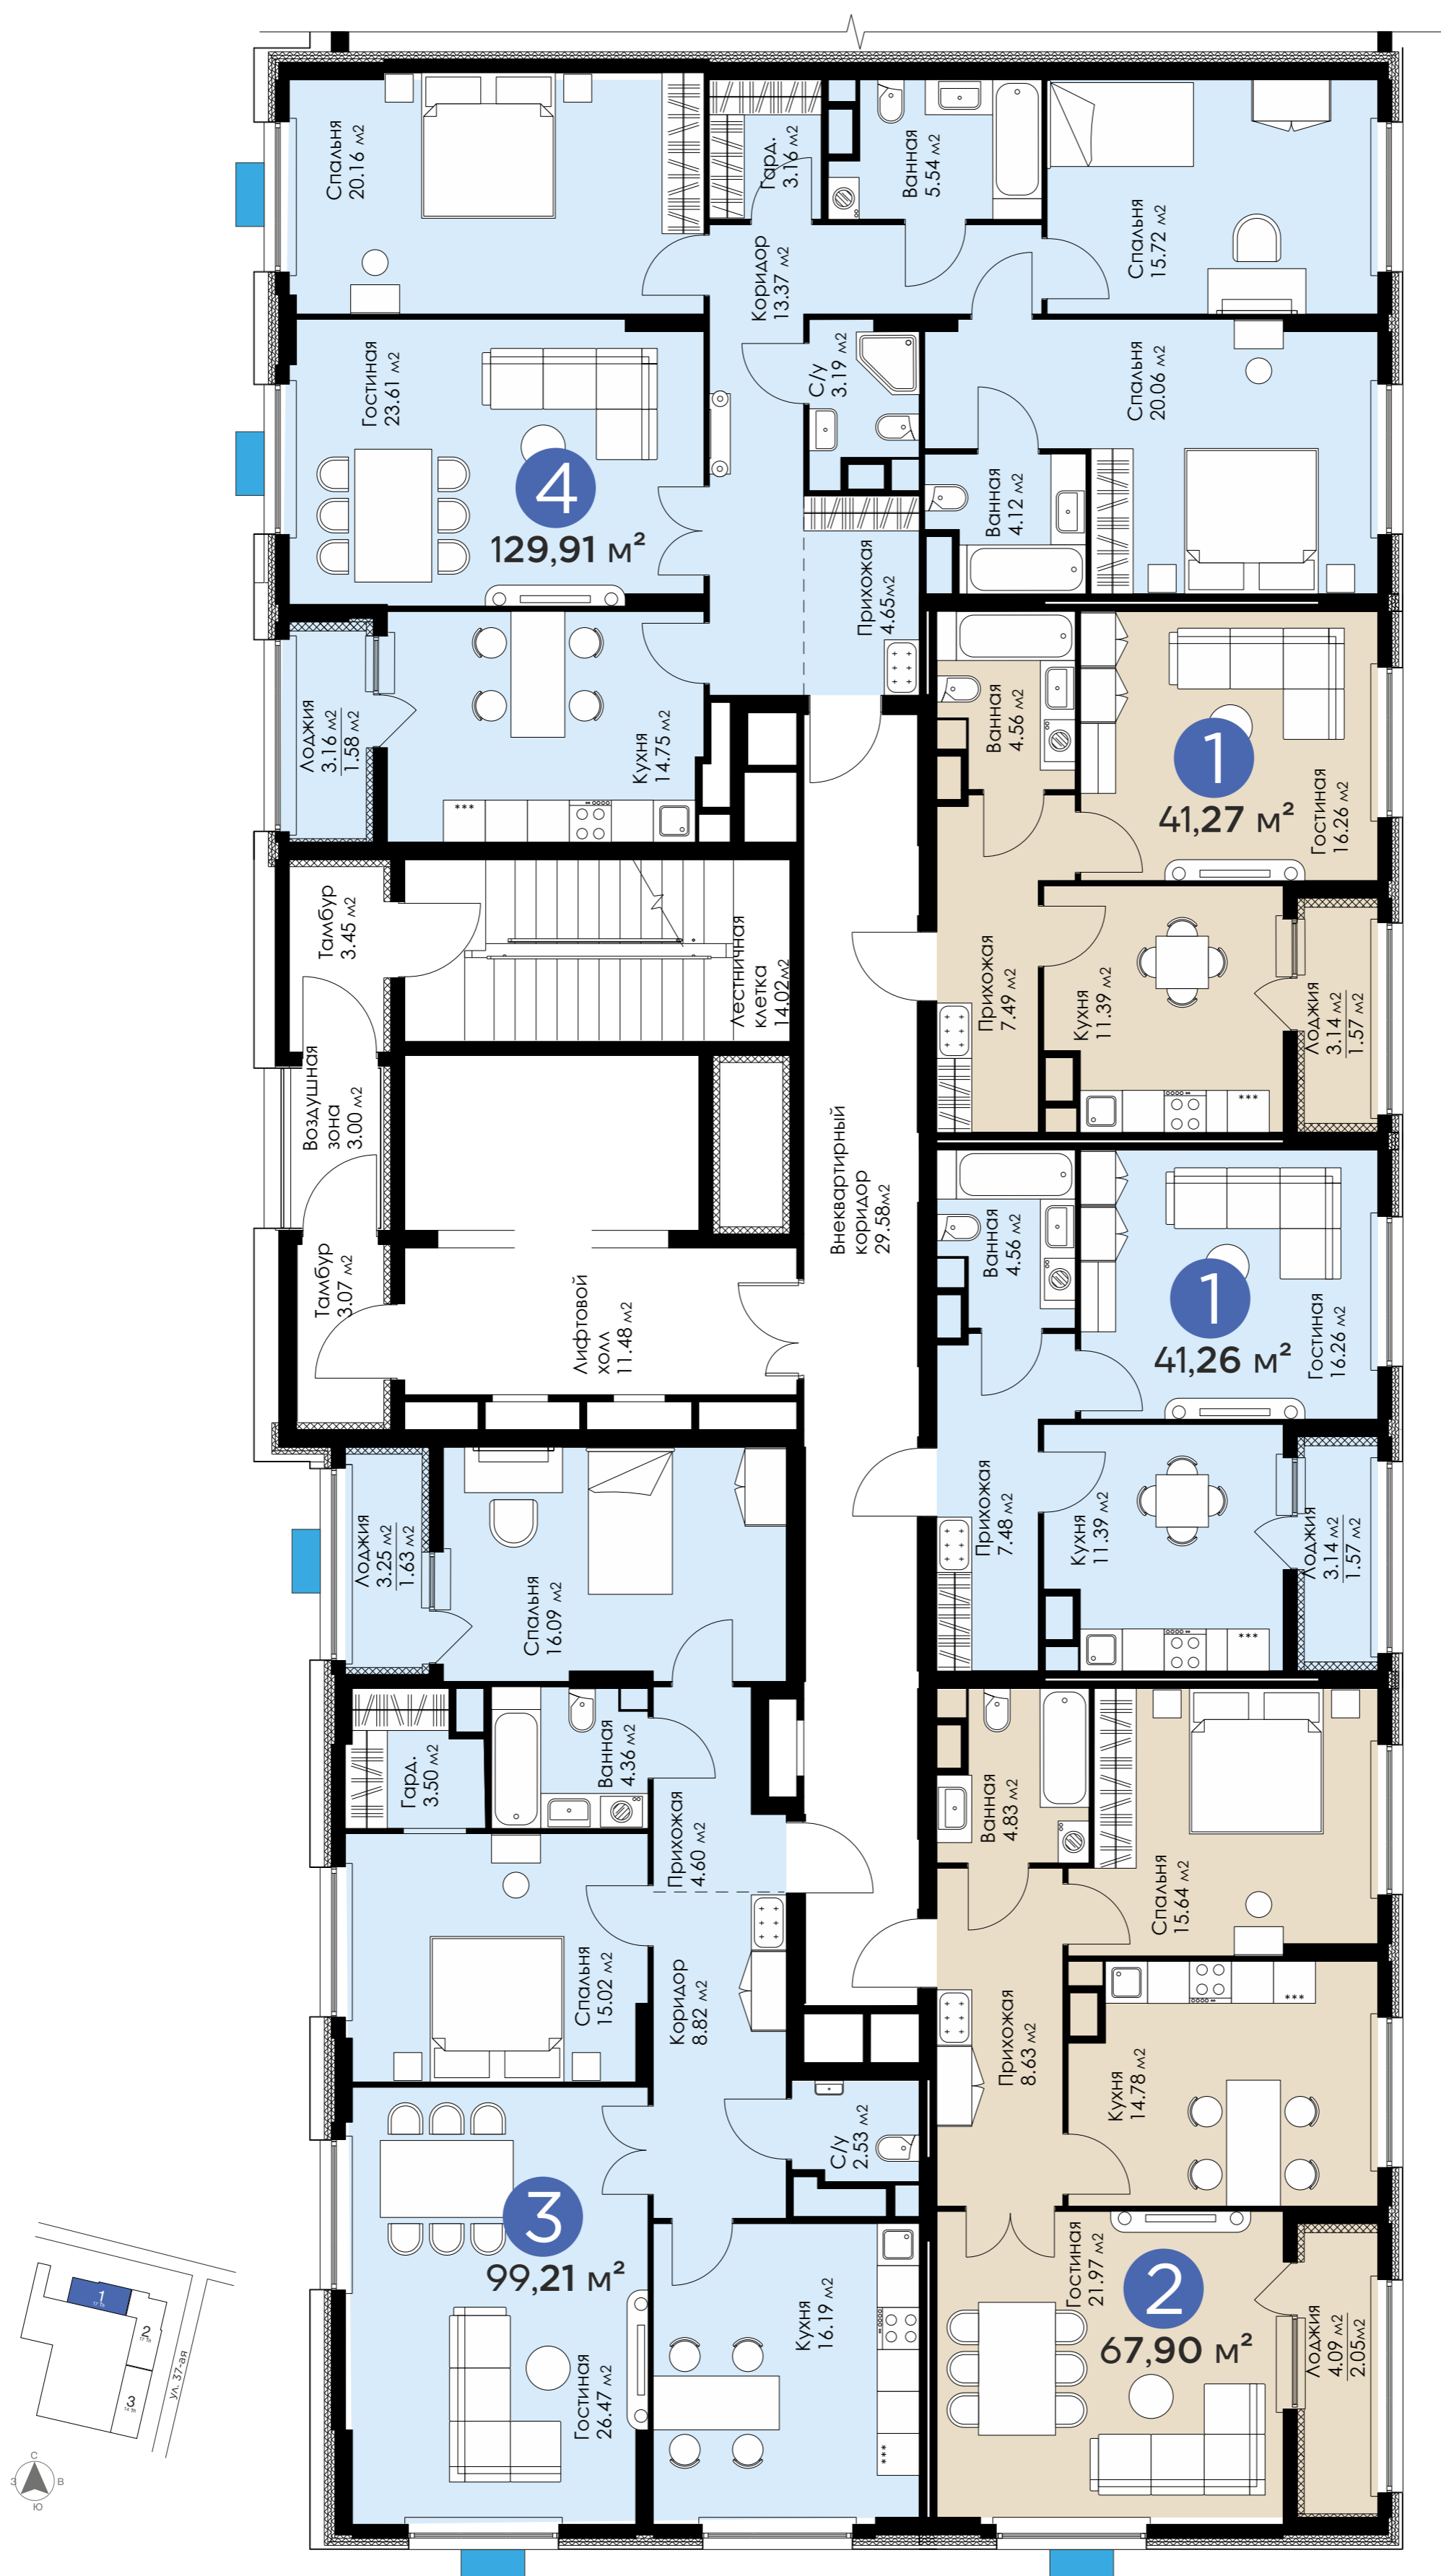 Спальня
20.16 м2
Гард.
3.16 м2
Ванная
5.54 м2
Спальня
15.72 м2
Коридор
13.37 м2
Гостиная
23.61 м2
С/у
3.19 м2
Спальня
20.06 м2
4
129,91 м²
Ванная
4.12 м2
Прихожая
4.65м2
Лоджия
3.16 м2
1.58 м2
Кухня
14.75 м2
Ванная
4.56 м2
1
41,27 м²
Гостиная
16.26 м2
Тамбур
3.45 м2
Лестничная
клетка
14.02м2
Прихожая
7.49 м2
Кухня
11.39 м2
Лоджия
3.14 м2
1.57 м2
Воздушная
зона
3.00 м2
Внеквартирный
коридор
29.58м2
Тамбур
3.07 м2
Лифтовой
холл
11.48 м2
Ванная
4.56 м2
1
41,26 м²
Гостиная
16.26 м2
Лоджия
3.25 м2
1.63 м2
Спальня
16.09 м2
Прихожая
7.48 м2
Кухня
11.39 м2
Лоджия
3.14 м2
1.57 м2
Гард.
3.50 м2
Ванная
4.36 м2
Прихожая
4.60 м2
Ванная
4.83 м2
Спальня
15.64 м2
Спальня
15.02 м2
Коридор
8.82 м2
Прихожая
8.63 м2
Кухня
14.78 м2
С/у
2.53 м2
3
99,21 м²
Гостиная
26.47 м2
Кухня
16.19 м2
Гостиная
21.97 м2
2
67,90 м²
Лоджия
4.09 м2
2.05м2
1
2
3
ул. 37-ая
С
З
В
Ю